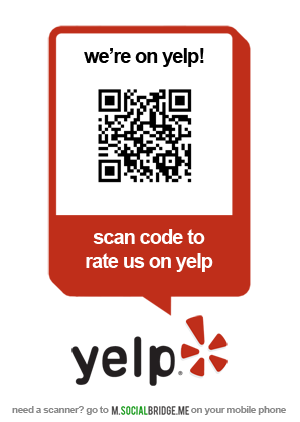 we're on yelp!
scan code to
rate us on yelp
yelp®
need a scanner? go to M.SOCIALBRIDGE.ME on your mobile phone